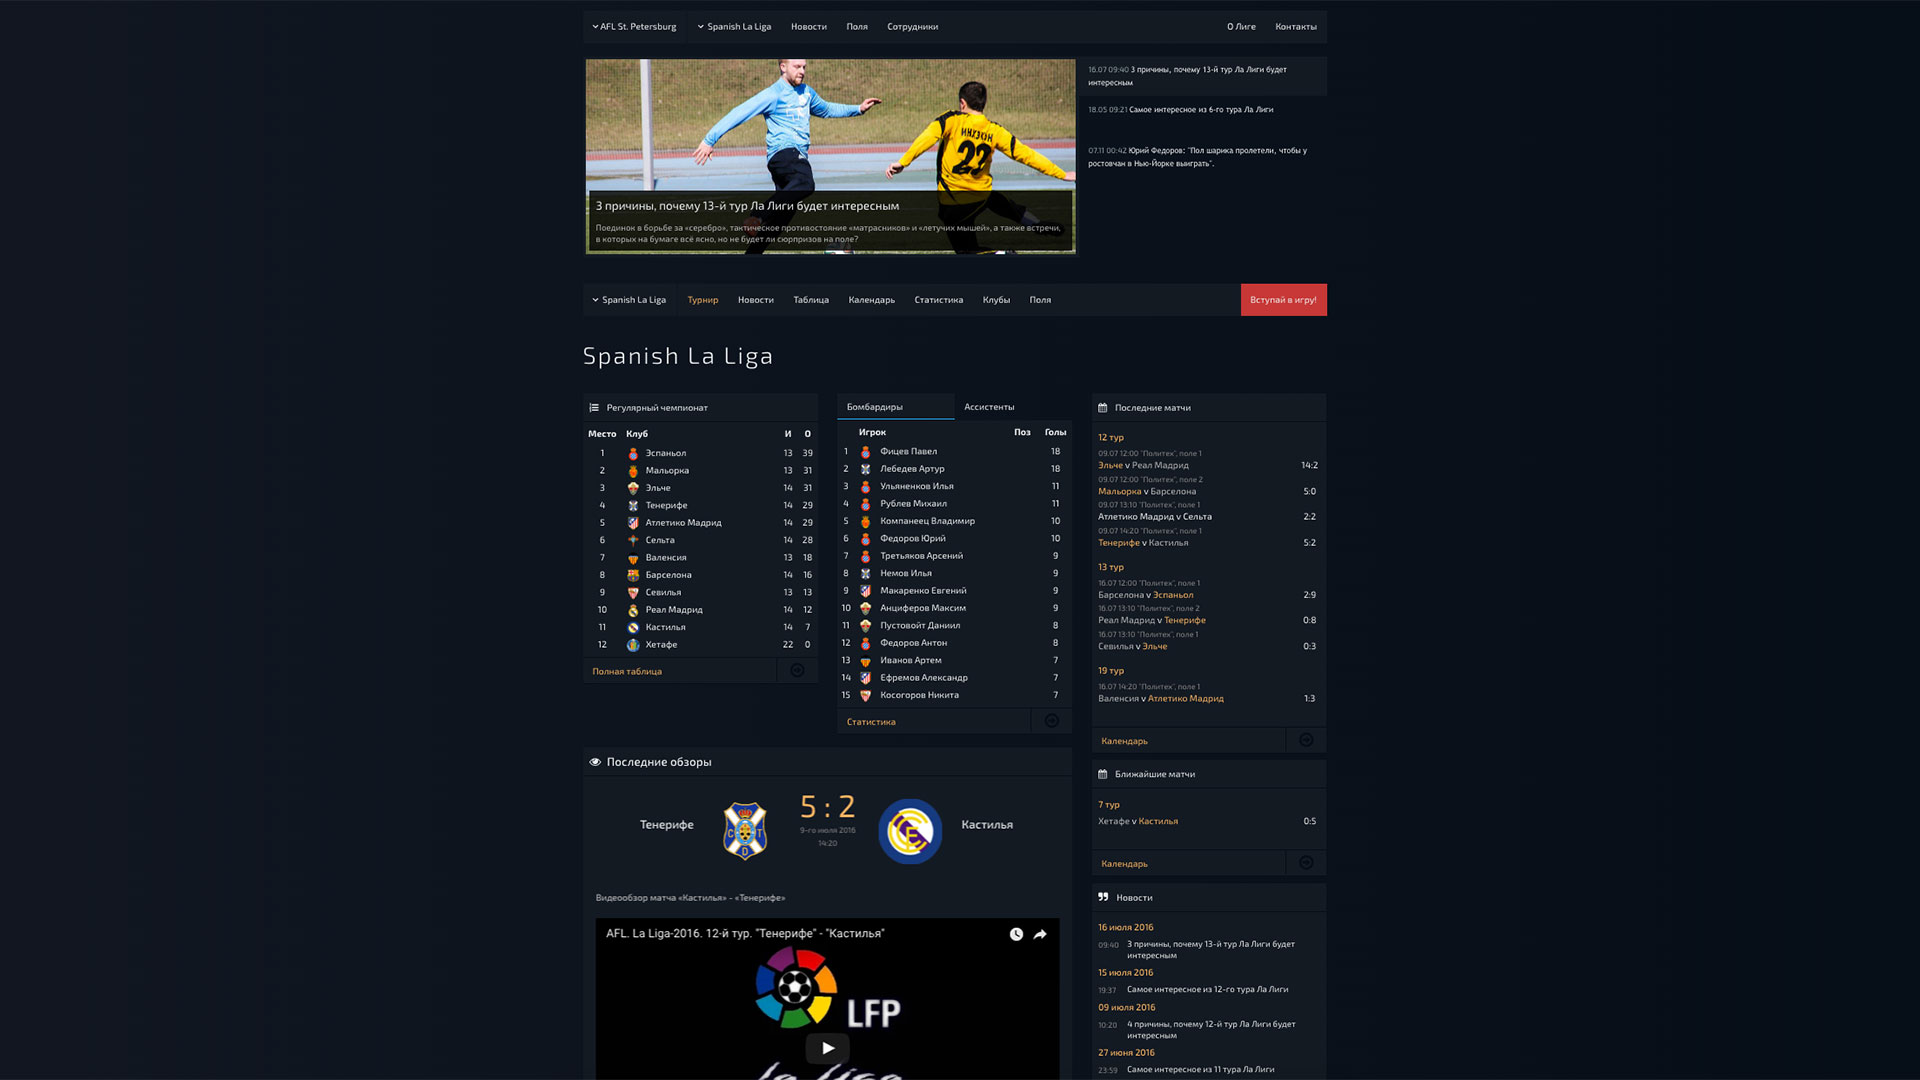 AFL St. Petersburg Spanish La Liga Новости Поля Сотрудники О Лиге Контакты
ИНХЗОН
22
3 причины, почему 13-й тур Ла Лиги будет интересным
Поединок в борьбе за «серебро», тактическое противостояние «матрасников» и «летучих мышей», а также встречи,
в которых на бумаге всё ясно, но не будет ли сюрпризов на поле?
16.07 09:40 3 причины, почему 13-й тур Ла Лиги будет
интересным
18.05 09:21 Самое интересное из 6-го тура Ла Лиги
07.11 00:42 Юрий Федоров: "Пол шарика пролетели, чтобы у
ростовчан в Нью-Йорке выиграть".
Spanish La Liga Турнир Новости Таблица Календарь Статистика Клубы Поля Вступай в игру!
Spanish La Liga
Регулярный чемпионат
Место Клуб И О
1 Эспаньол 13 39
2 Мальорка 13 31
3 Эльче 14 31
4 Тенерифе 14 29
5 Атлетико Мадрид 14 29
6 Сельта 14 28
7 Валенсия 13 18
8 Барселона 14 16
9 Севилья 13 13
10 Реал Мадрид 14 12
11 Кастилья 14 7
12 Хетафе 22 0
Полная таблица
Бомбардиры Ассистенты
Игрок Поз Голы
1 Фицев Павел 18
2 Лебедев Артур 18
3 Ульяненков Илья 11
4 Рублев Михаил 11
5 Компанеец Владимир 10
6 Федоров Юрий 10
7 Третьяков Арсений 9
8 Немов Илья 9
9 Макаренко Евгений 9
10 Анциферов Максим 9
11 Пустовойт Даниил 8
12 Федоров Антон 8
13 Иванов Артем 7
14 Ефремов Александр 7
15 Косогоров Никита 7
Статистика
Последние матчи
12 тур
09.07 12:00 "Политех", поле 1
Эльче v Реал Мадрид 14:2
09.07 12:00 "Политех", поле 2
Мальорка v Барселона 5:0
09.07 13:10 "Политех", поле 1
Атлетико Мадрид v Сельта 2:2
09.07 14:20 "Политех", поле 1
Тенерифе v Кастилья 5:2
13 тур
16.07 12:00 "Политех", поле 1
Барселона v Эспаньол 2:9
16.07 13:10 "Политех", поле 2
Реал Мадрид v Тенерифе 0:8
16.07 13:10 "Политех", поле 1
Севилья v Эльче 0:3
19 тур
16.07 14:20 "Политех", поле 1
Валенсия v Атлетико Мадрид 1:3
Календарь
Последние обзоры
Тенерифе 5 : 2 Кастилья
9-го июля 2016
14:20
C T
D
Видеообзор матча «Кастилья» - «Тенерифе»
AFL. La Liga-2016. 12-й тур. "Тенерифе" - "Кастилья"
LFP
la liga
Ближайшие матчи
7 тур
Хетафе v Кастилья 0:5
Календарь
Новости
16 июля 2016
09:40 3 причины, почему 13-й тур Ла Лиги будет
интересным
15 июля 2016
19:37 Самое интересное из 12-го тура Ла Лиги
09 июля 2016
10:20 4 причины, почему 12-й тур Ла Лиги будет
интересным
27 июня 2016
23:59 Самое интересное из 11 тура Ла Лиги